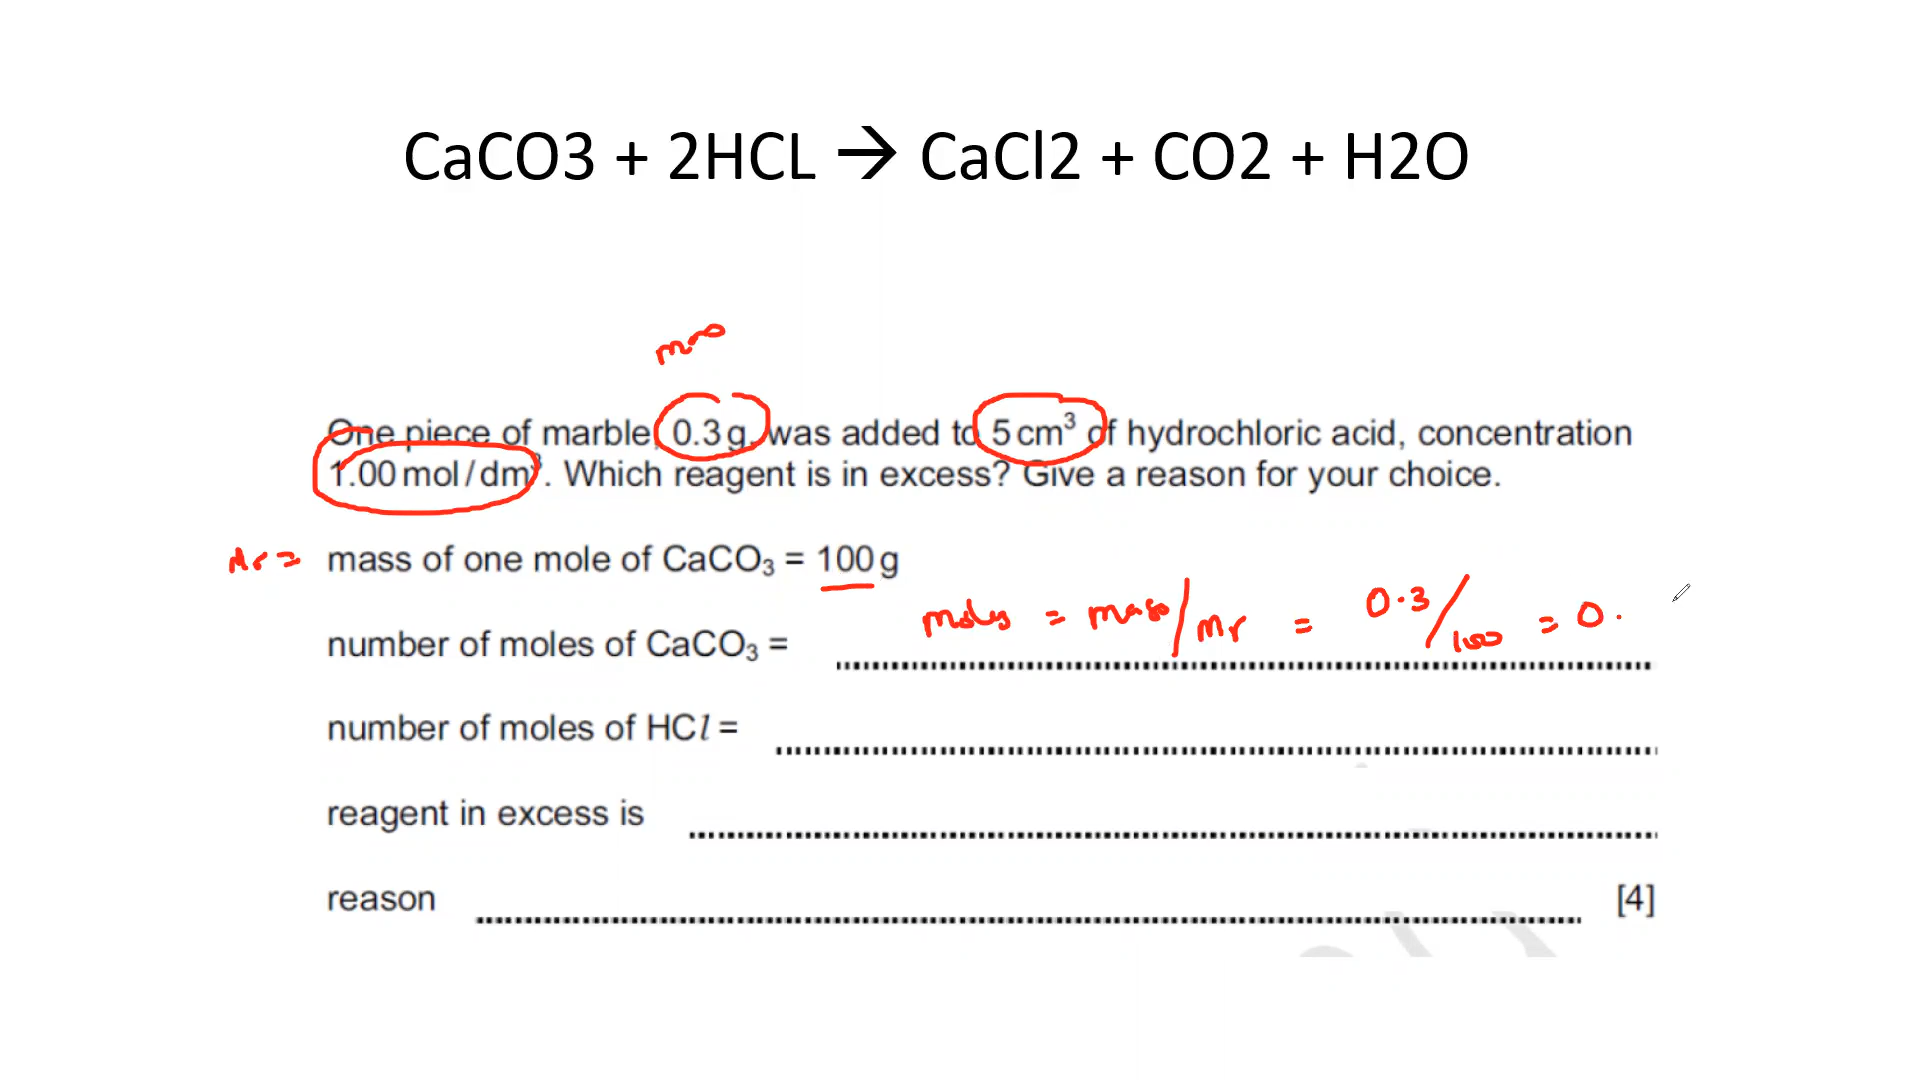 CaCO3 + 2HCL → CaCl2 + CO2 + H2O
mass
One piece of marble, 0.3 g, was added to 5 cm³ of hydrochloric acid, concentration
1.00 mol / dm³. Which reagent is in excess? Give a reason for your choice.
Mr = mass of one mole of CaCO₃ = 100 g
moles = mass / Mr = 0.3 / 100 = 0.
number of moles of CaCO₃ =
number of moles of HCl =
reagent in excess is
reason [4]